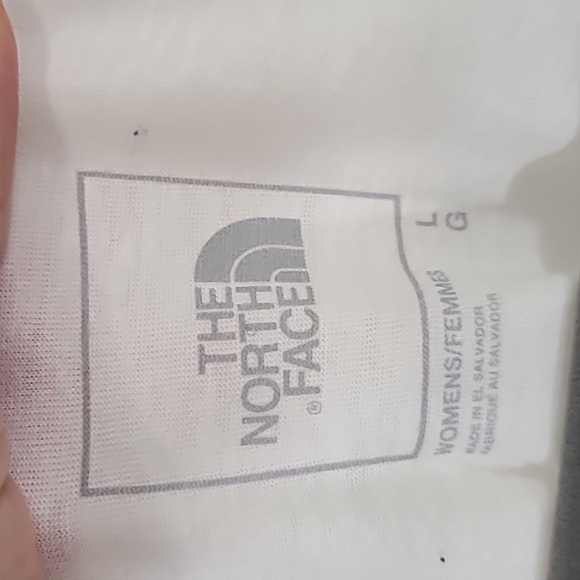 THE
NORTH
FACE®
L
G
WOMENS/FEMMES
MADE IN EL SALVADOR
FABRIQUÉ AU SALVADOR